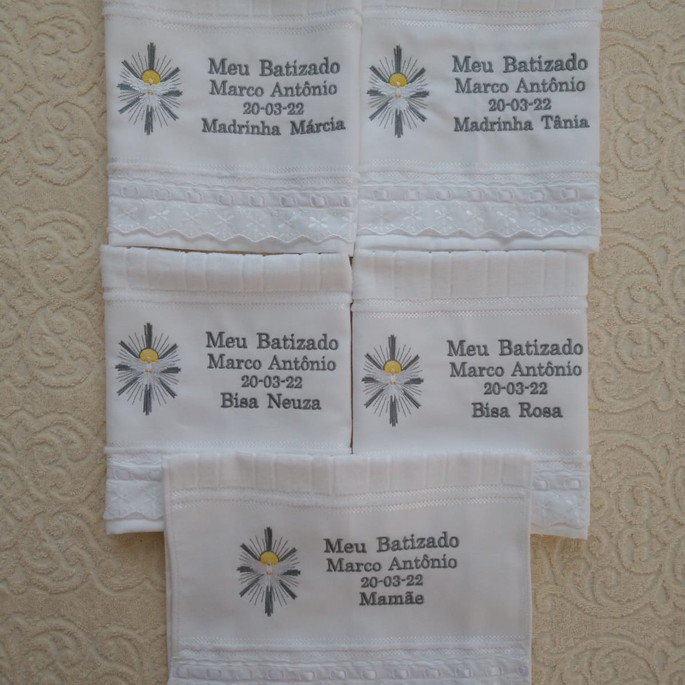 Meu Batizado
Marco Antônio
20-03-22
Madrinha Márcia
Meu Batizado
Marco Antônio
20-03-22
Madrinha Tânia
Meu Batizado
Marco Antônio
20-03-22
Bisa Neuza
Meu Batizado
Marco Antônio
20-03-22
Bisa Rosa
Meu Batizado
Marco Antônio
20-03-22
Mamãe